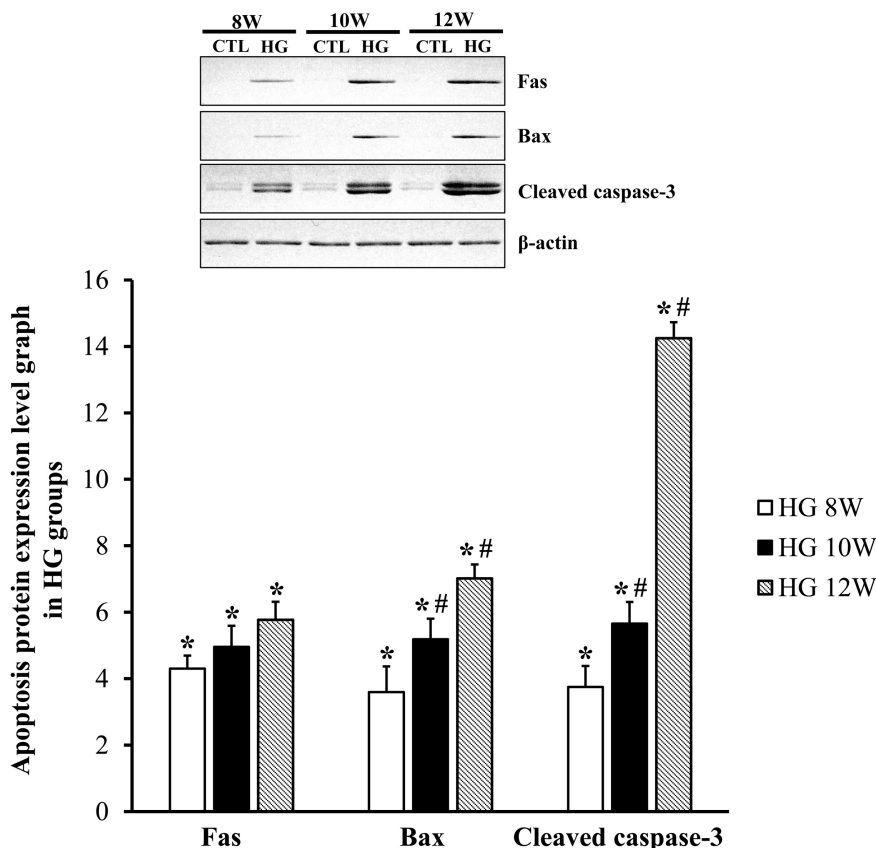 8W 10W 12W
CTL HG CTL HG CTL HG
Fas
Bax
Cleaved caspase-3
β-actin
Apoptosis protein expression level graph
in HG groups
16
14
12
10
8
6
4
2
0
* * *
* *# *#
* *# *#
Fas Bax Cleaved caspase-3
HG 8W
HG 10W
HG 12W